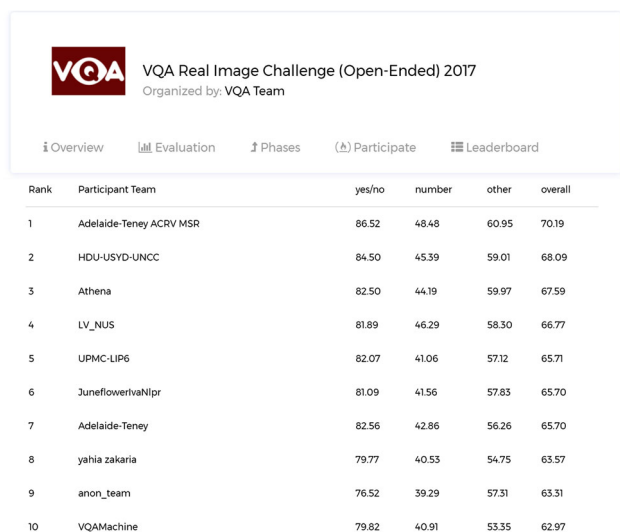 VQA
VQA Real Image Challenge (Open-Ended) 2017
Organized by: VQA Team
Overview Evaluation Phases Participate Leaderboard
Rank Participant Team yes/no number other overall
1 Adelaide-Teney ACRV MSR 86.52 48.48 60.95 70.19
2 HDU-USYD-UNCC 84.50 45.39 59.01 68.09
3 Athena 82.50 44.19 59.97 67.59
4 LV_NUS 81.89 46.29 58.30 66.77
5 UPMC-LIP6 82.07 41.06 57.12 65.71
6 JuneflowerIvaNlpr 81.09 41.56 57.83 65.70
7 Adelaide-Teney 82.56 42.86 56.26 65.70
8 yahia zakaria 79.77 40.53 54.75 63.57
9 anon_team 76.52 39.29 57.31 63.31
10 VQAMachine 79.82 40.91 53.35 62.97